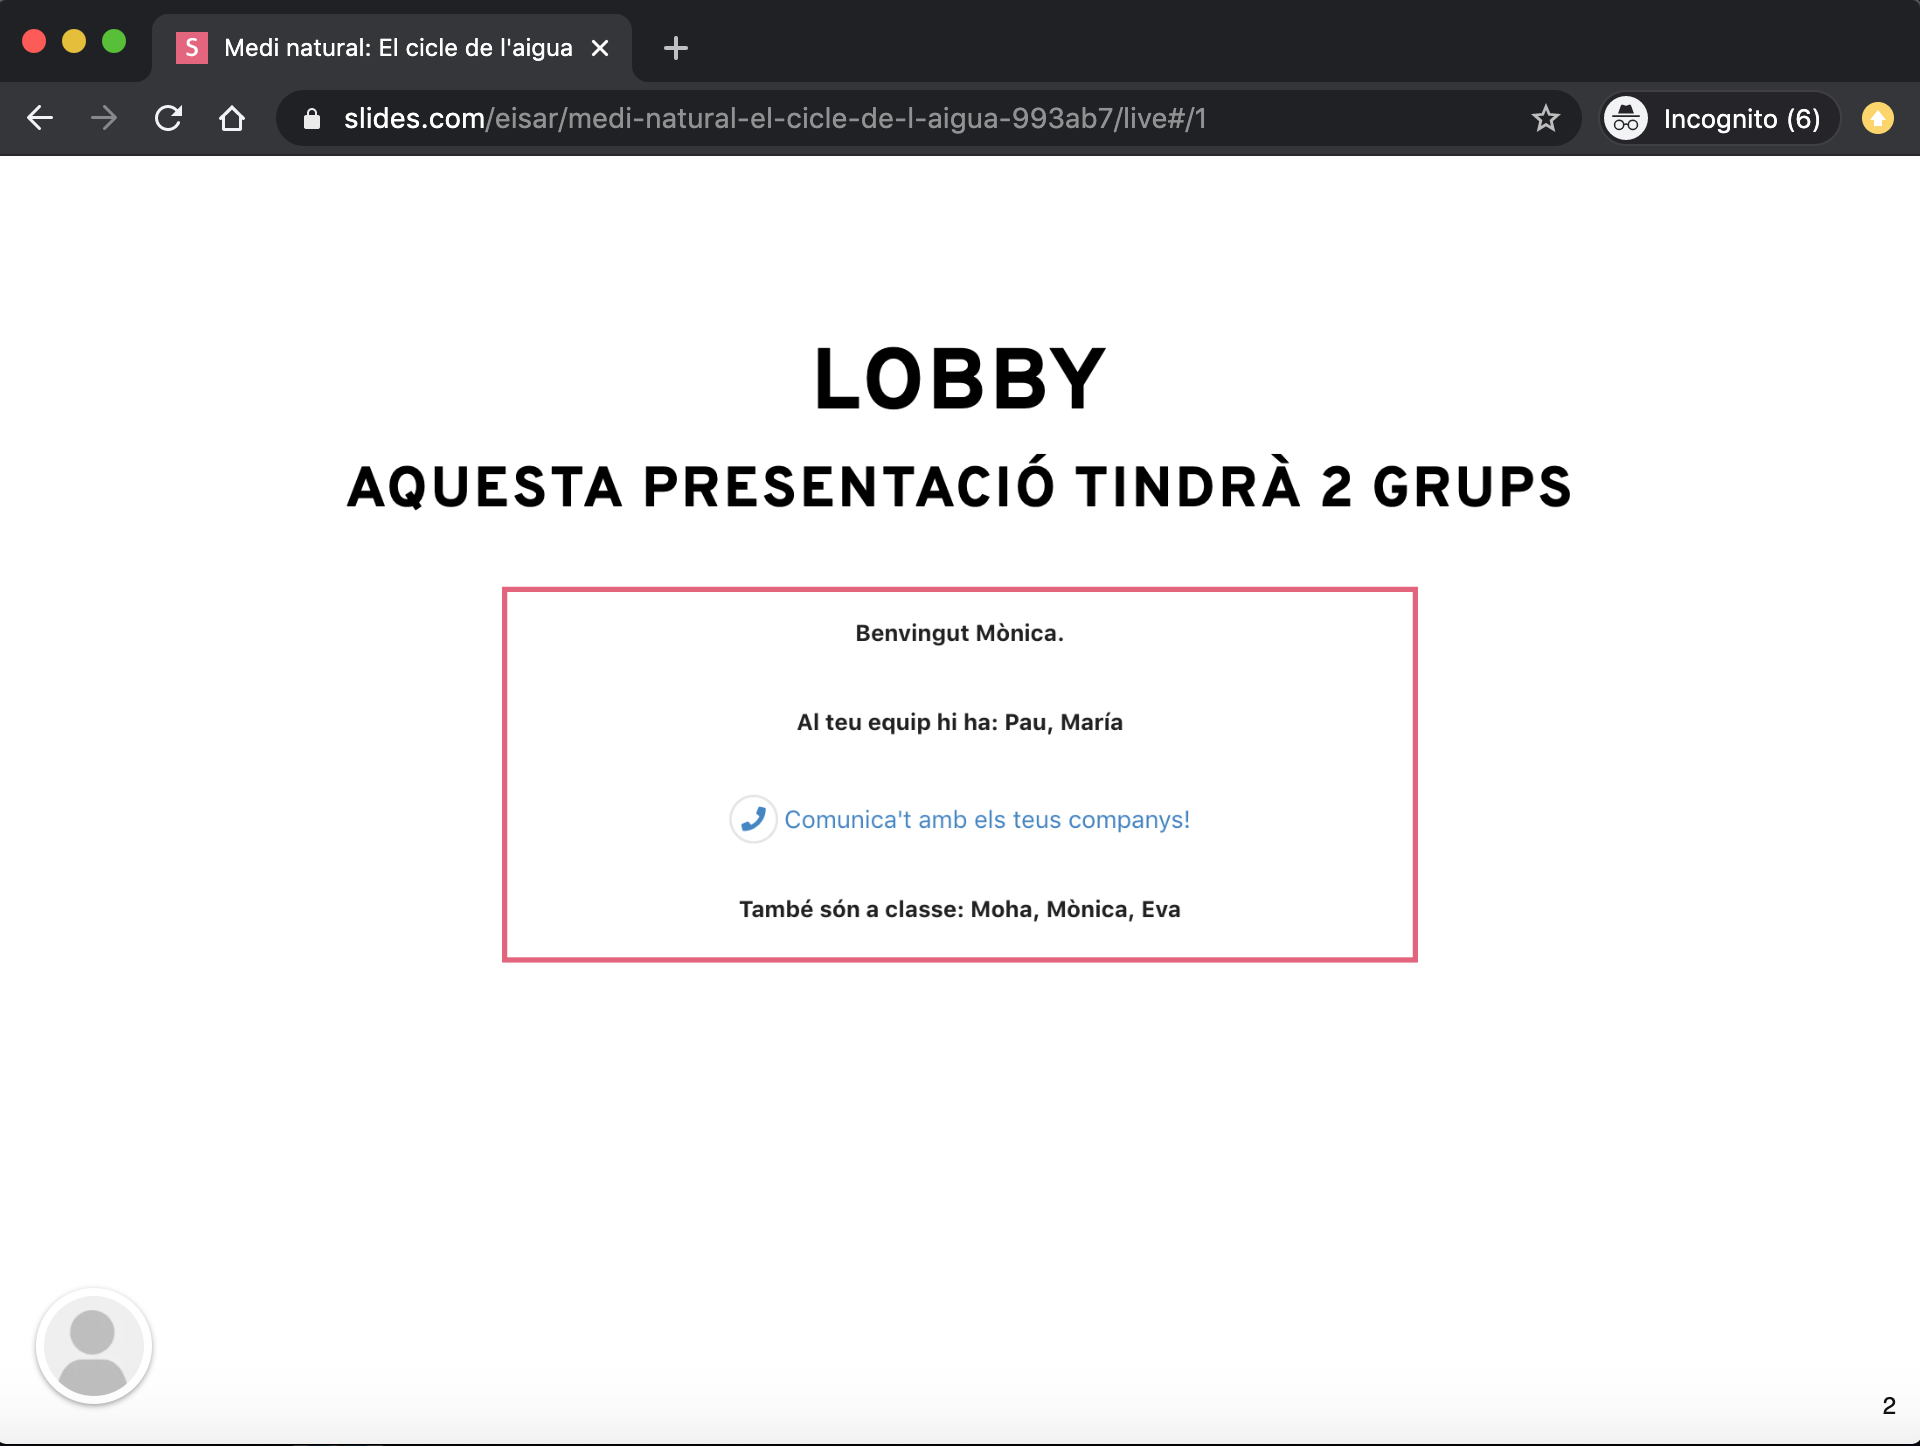 S Medi natural: El cicle de l'aigua
slides.com/eisar/medi-natural-el-cicle-de-l-aigua-993ab7/live#/1
Incognito (6)
LOBBY
AQUESTA PRESENTACIÓ TINDRÀ 2 GRUPS
Benvingut Mònica.
Al teu equip hi ha: Pau, María
Comunica't amb els teus companys!
També són a classe: Moha, Mònica, Eva
2